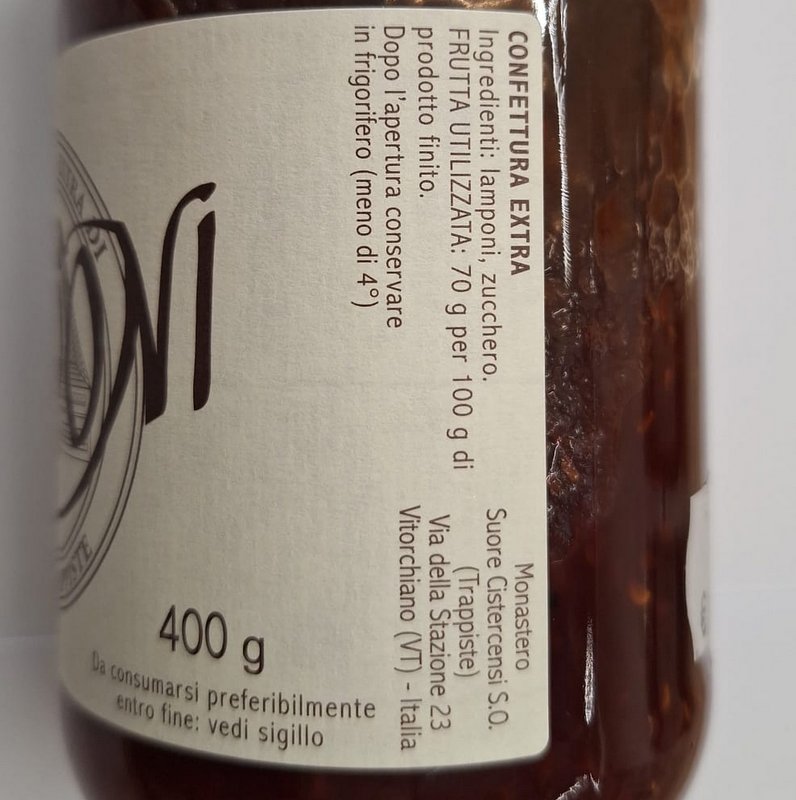 CONFETTURA EXTRA
Ingredienti: lamponi, zucchero.
FRUTTA UTILIZZATA: 70 g per 100 g di
prodotto finito.
Dopo l'apertura conservare
in frigorifero (meno di 4°)
Monastero
Suore Cistercensi S.O.
(Trappiste)
Via della Stazione 23
Vitorchiano (VT) - Italia
400 g
Da consumarsi preferibilmente
entro fine: vedi sigillo